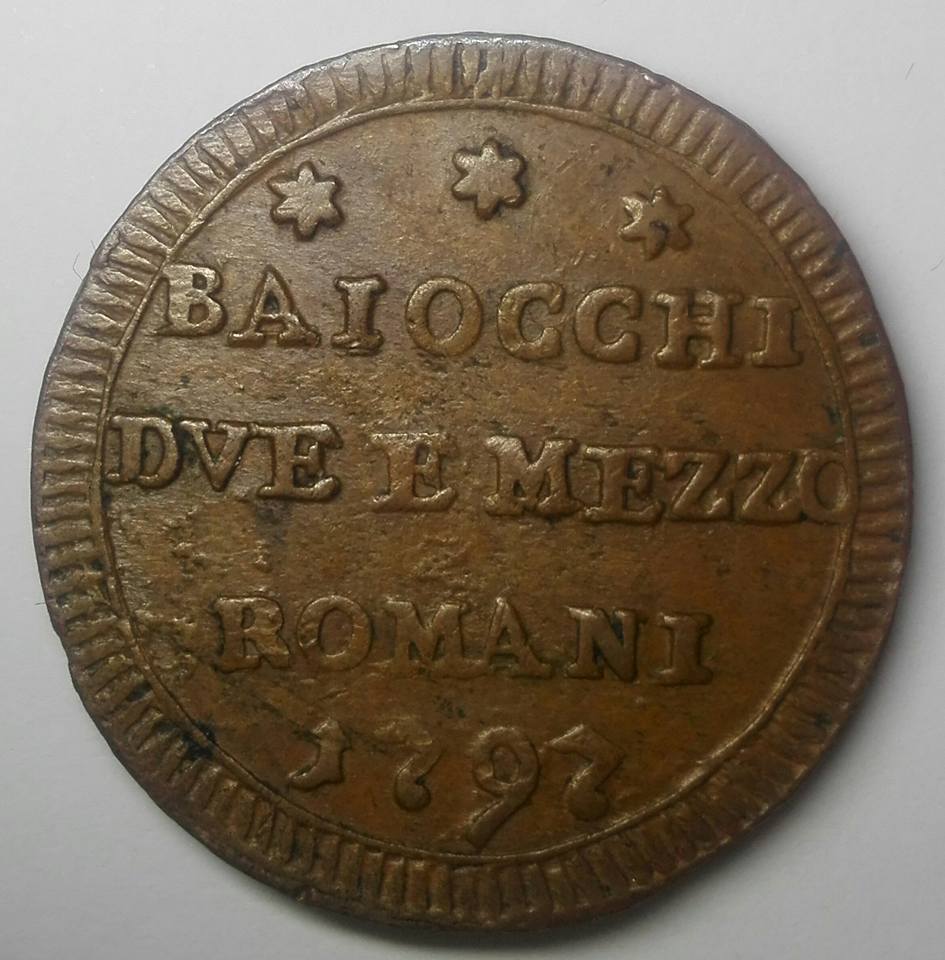 BAIOCCHI
DVE E MEZZO
ROMANI
1797